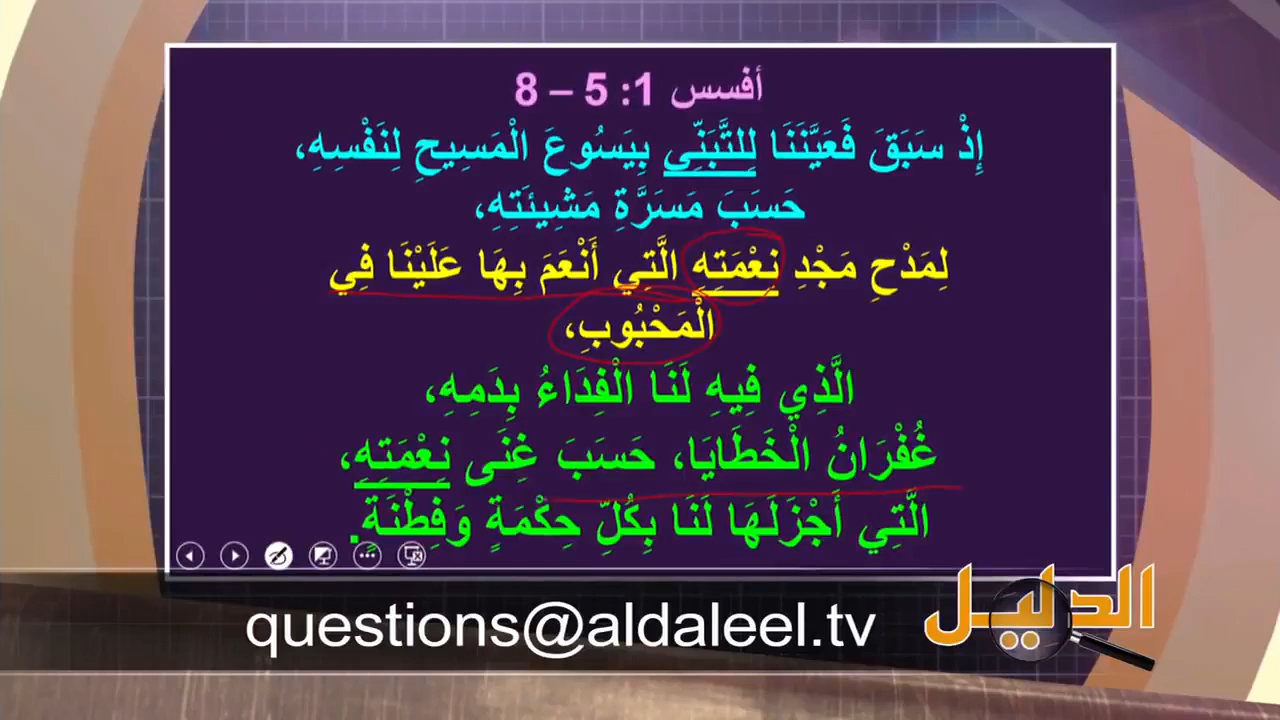 أفسس 1: 5 – 8
إِذْ سَبَقَ فَعَيَّنَنَا لِلتَّبَنِّي بِيَسُوعَ الْمَسِيحِ لِنَفْسِهِ،
حَسَبَ مَسَرَّةِ مَشِيئَتِهِ،
لِمَدْحِ مَجْدِ نِعْمَتِهِ الَّتِي أَنْعَمَ بِهَا عَلَيْنَا فِي
الْمَحْبُوبِ،
الَّذِي فِيهِ لَنَا الْفِدَاءُ بِدَمِهِ،
غُفْرَانُ الْخَطَايَا، حَسَبَ غِنَى نِعْمَتِهِ،
الَّتِي أَجْزَلَهَا لَنَا بِكُلِّ حِكْمَةٍ وَفِطْنَةٍ.
الدليل
questions@aldaleel.tv